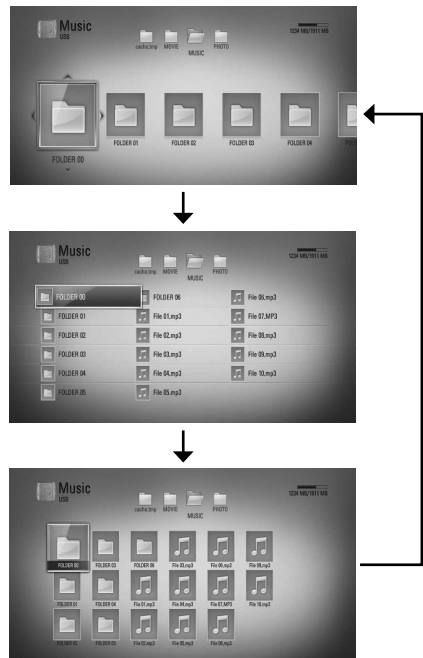 Music
USB
cache.tmp MOVIE PHOTO
MUSIC
1234 MB/1911 MB
FOLDER 01 FOLDER 02 FOLDER 03 FOLDER 04
FOLDER 00
Music
USB
cache.tmp MOVIE PHOTO
MUSIC
1234 MB/1911 MB
FOLDER 00 FOLDER 06 File 06.mp3
FOLDER 01 File 01.mp3 File 07.MP3
FOLDER 02 File 02.mp3 File 08.mp3
FOLDER 03 File 03.mp3 File 09.mp3
FOLDER 04 File 04.mp3 File 10.mp3
FOLDER 05 File 05.mp3
Music
USB
cache.tmp MOVIE PHOTO
MUSIC
1234 MB/1911 MB
FOLDER 00 FOLDER 03 FOLDER 06 File 03.mp3 File 06.mp3 File 09.mp3
FOLDER 01 FOLDER 04 File 01.mp3 File 04.mp3 File 07.MP3 File 10.mp3
FOLDER 02 FOLDER 05 File 02.mp3 File 05.mp3 File 08.mp3